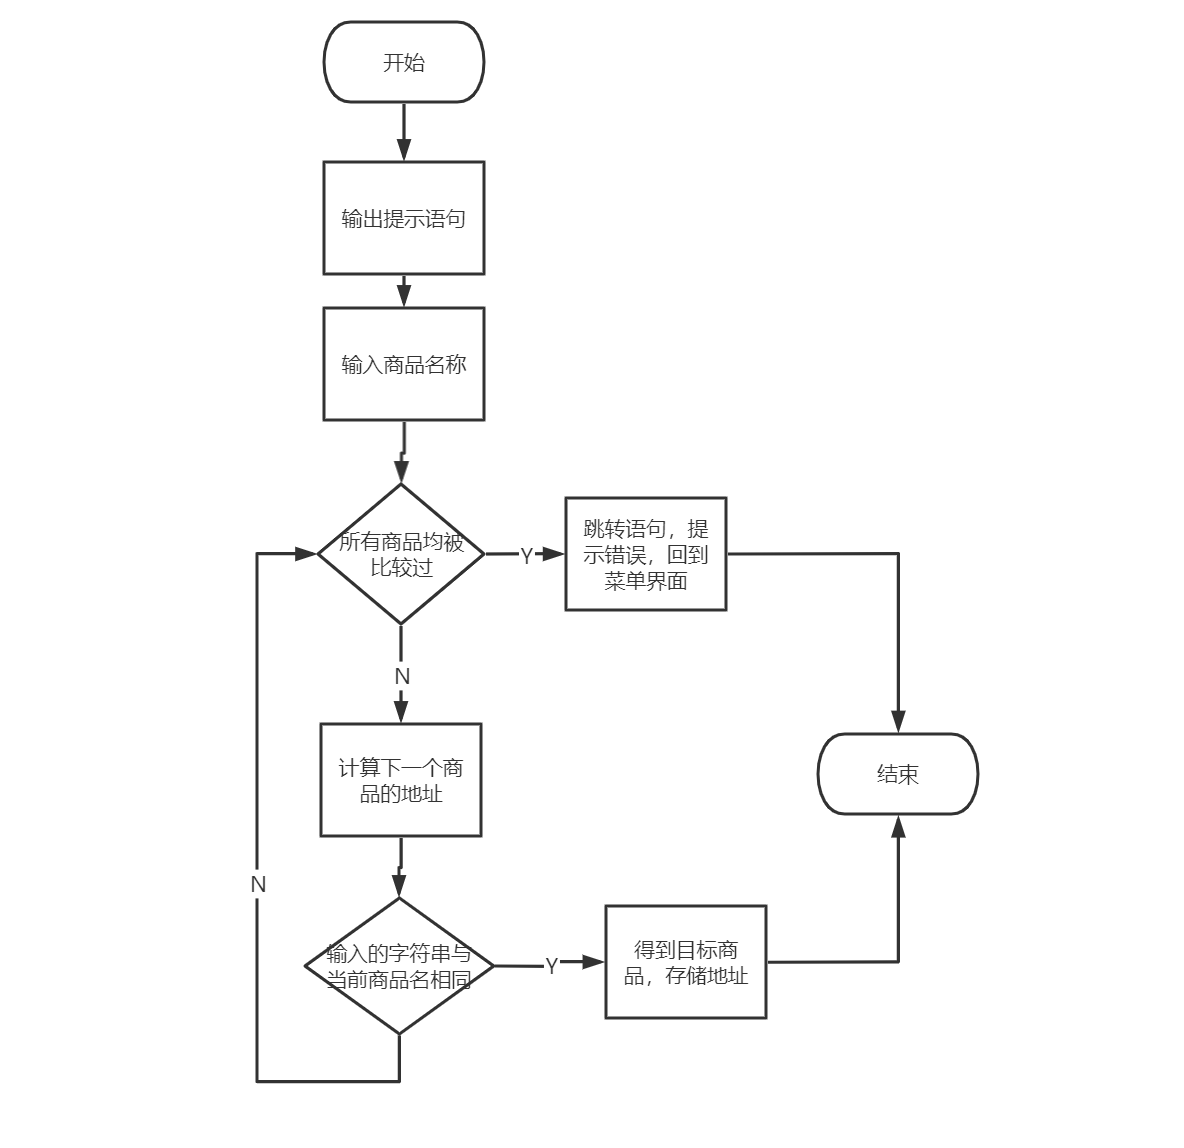 开始
输出提示语句
输入商品名称
所有商品均被
比较过
Y
跳转语句，提
示错误，回到
菜单界面
N
计算下一个商
品的地址
结束
N
输入的字符串与
当前商品名相同
Y
得到目标商
品，存储地址